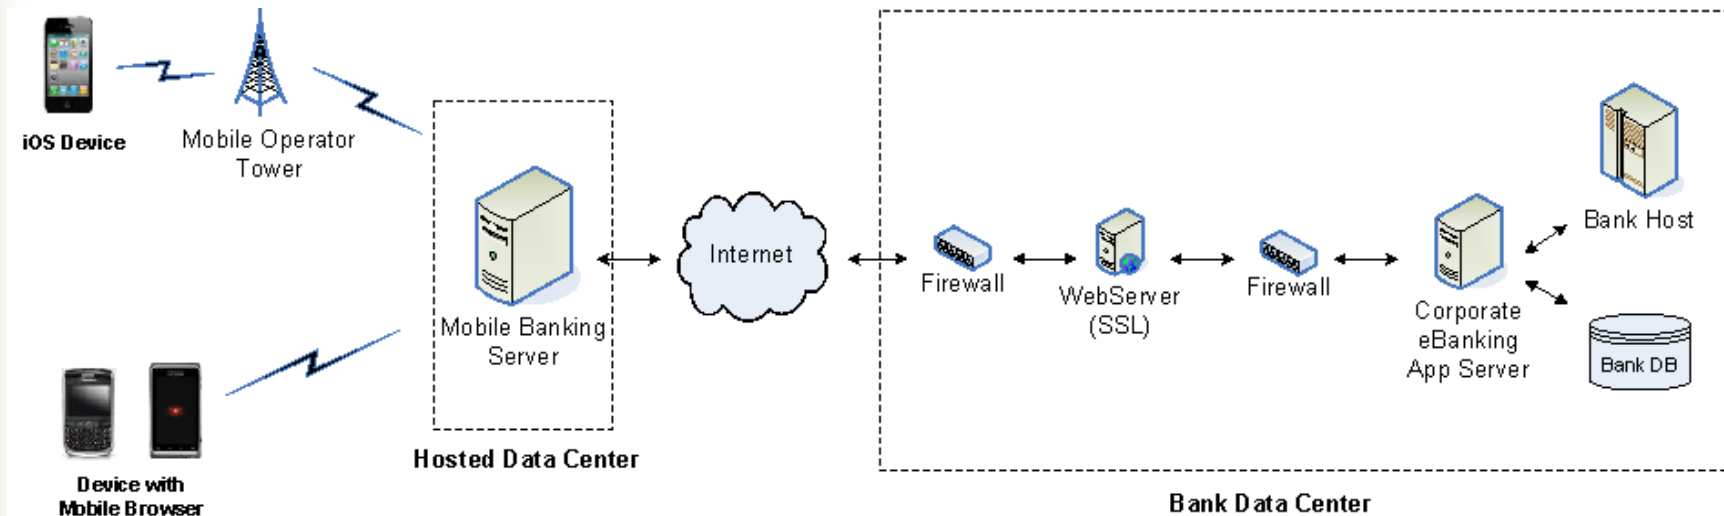 iOS Device
Mobile Operator
Tower
Mobile Banking
Server
Hosted Data Center
Device with
Mobile Browser
Internet
Firewall
WebServer
(SSL)
Firewall
Corporate
eBanking
App Server
Bank Host
Bank DB
Bank Data Center